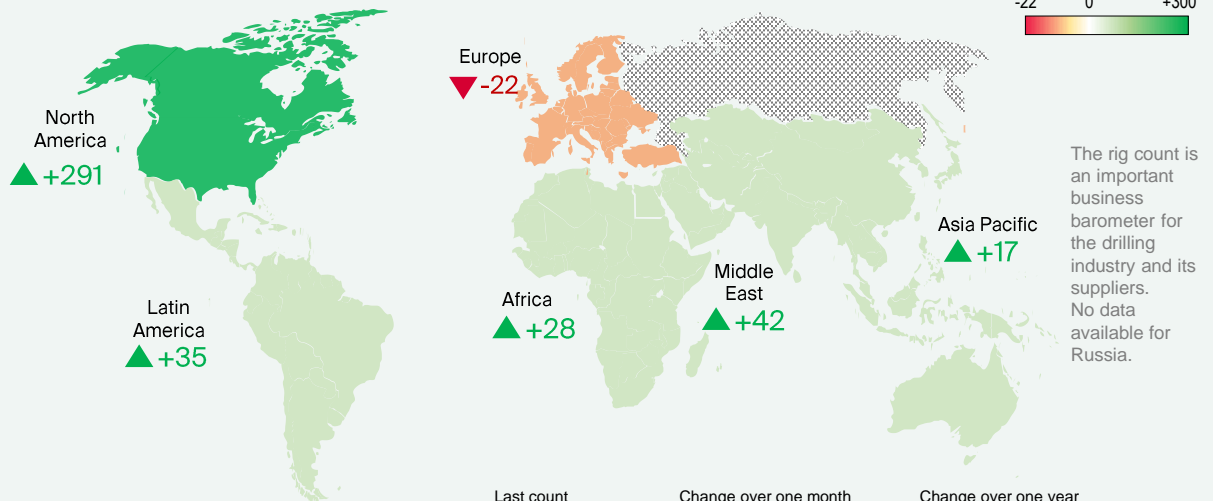 -22 0 +300
Europe
-22
North
America
+291
The rig count is
an important
business
barometer for
the drilling
industry and its
suppliers.
No data
available for
Russia.
Asia Pacific
+17
Middle
East
+42
Africa
+28
Latin
America
+35
Last count Change over one month Change over one year